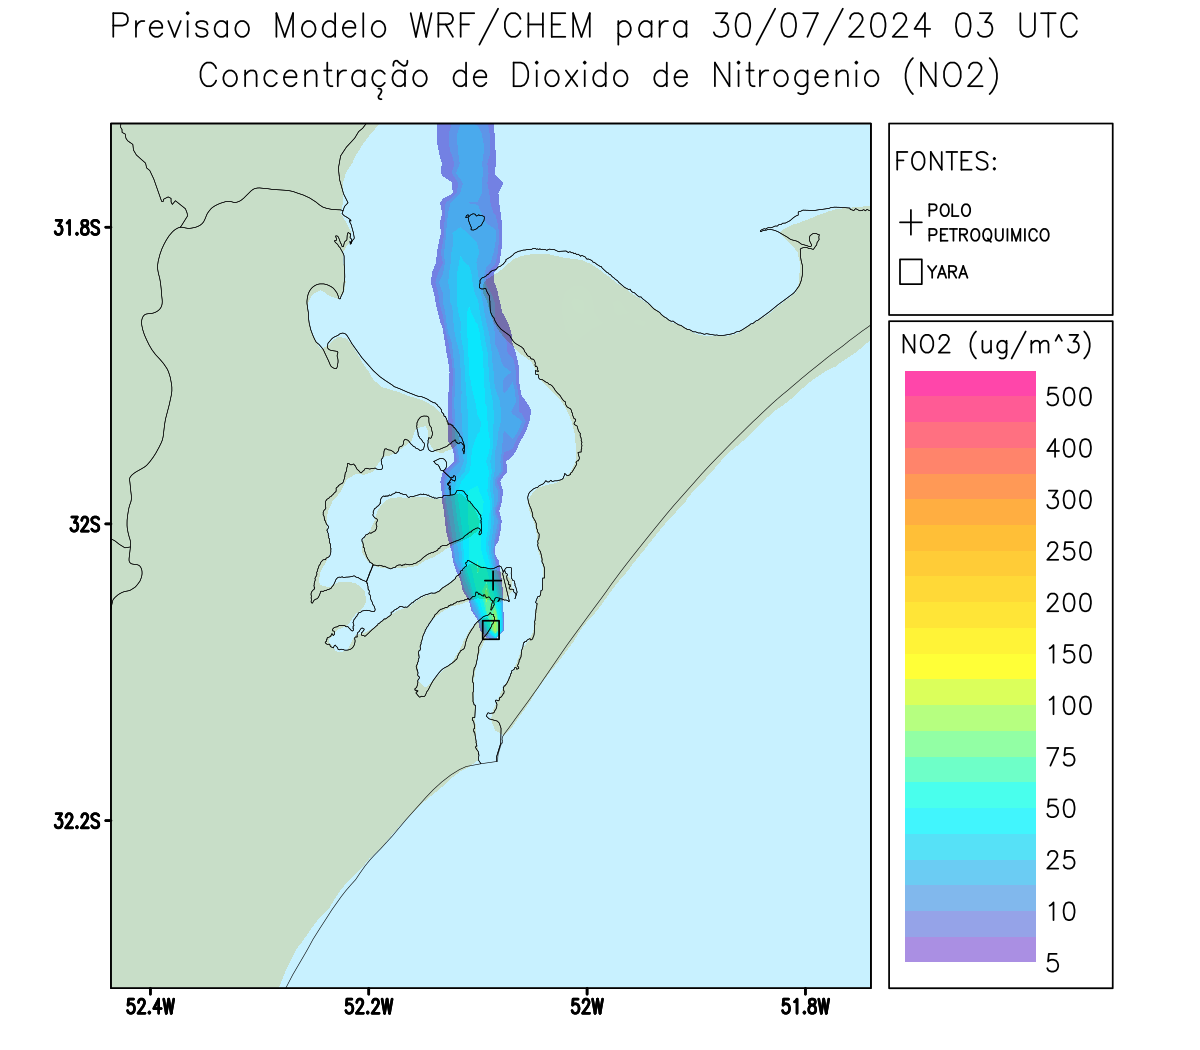 Previsao Modelo WRF/CHEM para 30/07/2024 03 UTC
Concentração de Dioxido de Nitrogenio (NO2)
FONTES:
POLO
PETROQUIMICO
YARA
NO2 (ug/m^3)
500
400
300
250
200
150
100
75
50
25
10
5
31.8S
32S
32.2S
52.4W
52.2W
52W
51.8W